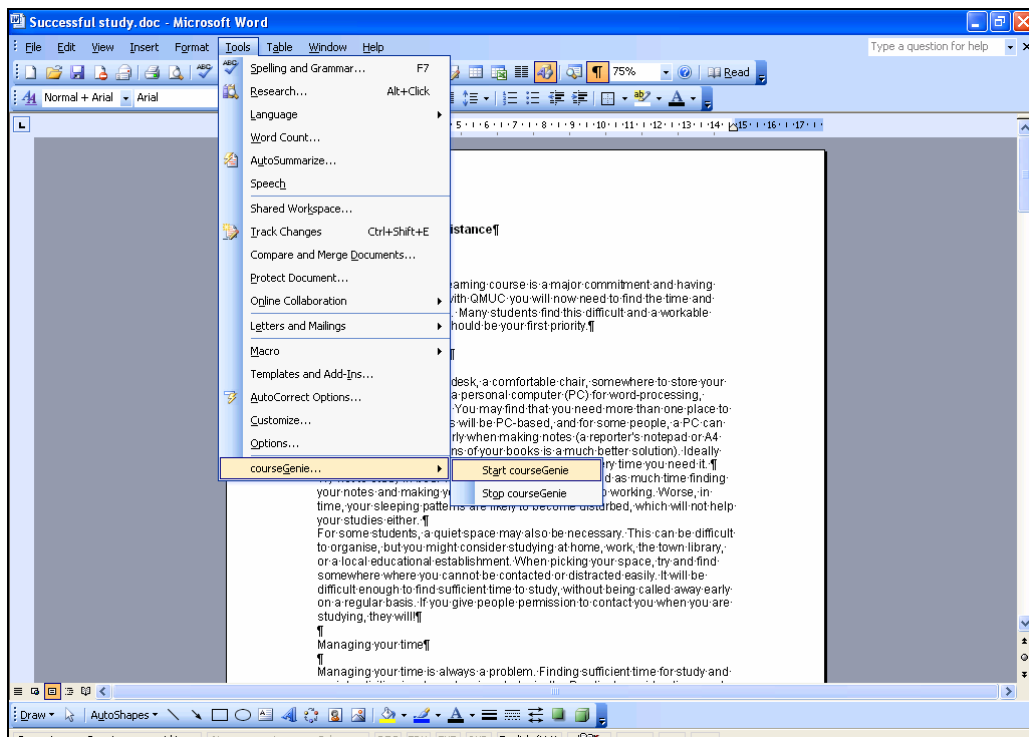 Successful study.doc - Microsoft Word
File Edit View Insert Format Tools Table Window Help Type a question for help
75% Read
Normal + Arial Arial
Spelling and Grammar... F7
Research... Alt+Click
Language
Word Count...
AutoSummarize...
Speech
Shared Workspace...
Track Changes Ctrl+Shift+E
Compare and Merge Documents...
Protect Document...
Online Collaboration
Letters and Mailings
Macro
Templates and Add-Ins...
AutoCorrect Options...
Customize...
Options...
courseGenie...
Start courseGenie
Stop courseGenie
5 6 7 8 9 10 11 12 13 14 15 16 17
istance¶
earning course is a major commitment and having
with QMUC you will now need to find the time and
. Many students find this difficult and a workable
hould be your first priority.¶
¶
desk, a comfortable chair, somewhere to store your
a personal computer (PC) for word-processing,
You may find that you need more than one place to
s will be PC-based, and for some people, a PC can
rly when making notes (a reporter's notepad or A4
ns of your books is a much better solution). Ideally
ery time you need it. ¶
d as much time finding
your notes and making y working. Worse, in
time, your sleeping patterns are likely to become disturbed, which will not help
your studies either. ¶
For some students, a quiet space may also be necessary. This can be difficult
to organise, but you might consider studying at home, work, the town library,
or a local educational establishment. When picking your space, try and find
somewhere where you cannot be contacted or distracted easily. It will be
difficult enough to find sufficient time to study, without being called away early
on a regular basis. If you give people permission to contact you when you are
studying, they will!¶
¶
Managing your time¶
¶
Managing your time is always a problem. Finding sufficient time for study and
Draw AutoShapes